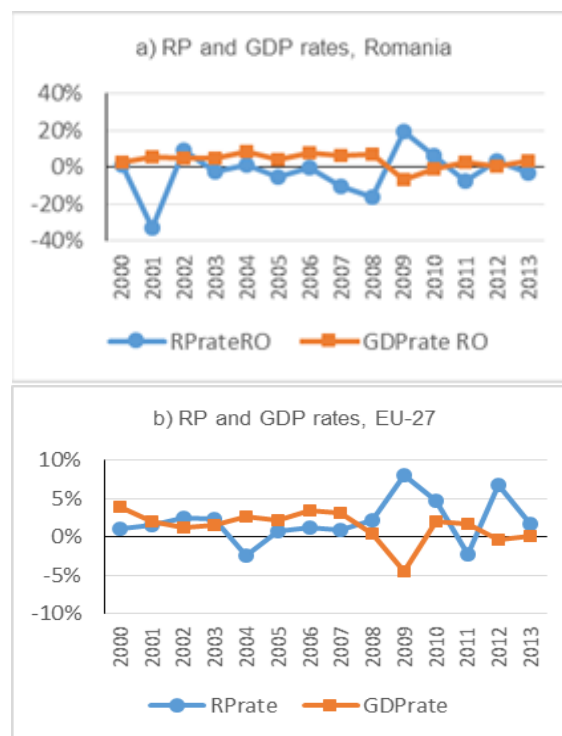 a) RP and GDP rates, Romania
40%
20%
0%
-20%
-40%
2000 2001 2002 2003 2004 2005 2006 2007 2008 2009 2010 2011 2012 2013
RPrateRO GDPrate RO
b) RP and GDP rates, EU-27
10%
5%
0%
-5%
-10%
2000 2001 2002 2003 2004 2005 2006 2007 2008 2009 2010 2011 2012 2013
RPrate GDPrate